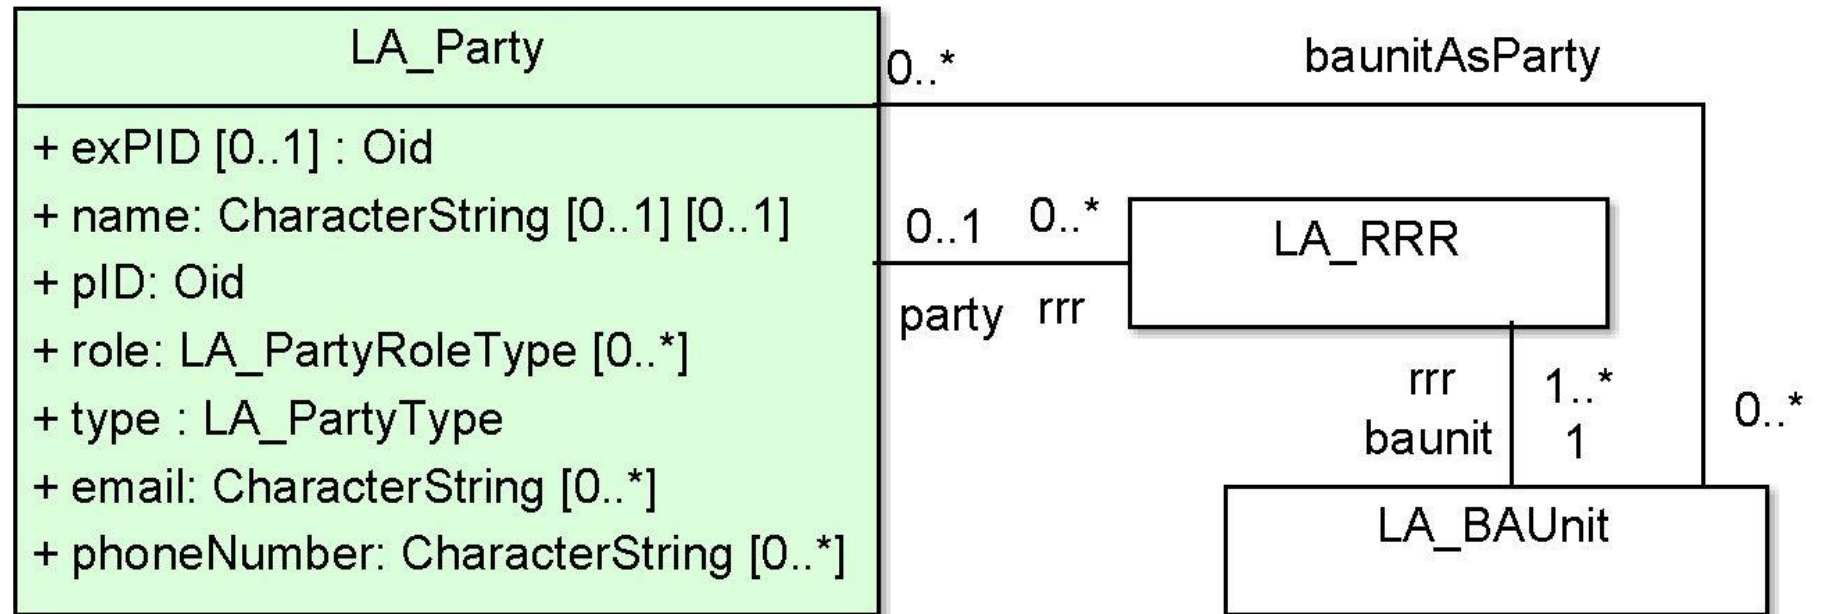 LA_Party
+ exPID [0..1] : Oid
+ name: CharacterString [0..1] [0..1]
+ pID: Oid
+ role: LA_PartyRoleType [0..*]
+ type : LA_PartyType
+ email: CharacterString [0..*]
+ phoneNumber: CharacterString [0..*]
0..*
baunitAsParty
0..1 0..*
party rrr
LA_RRR
rrr 1..*
baunit 1
0..*
LA_BAUnit